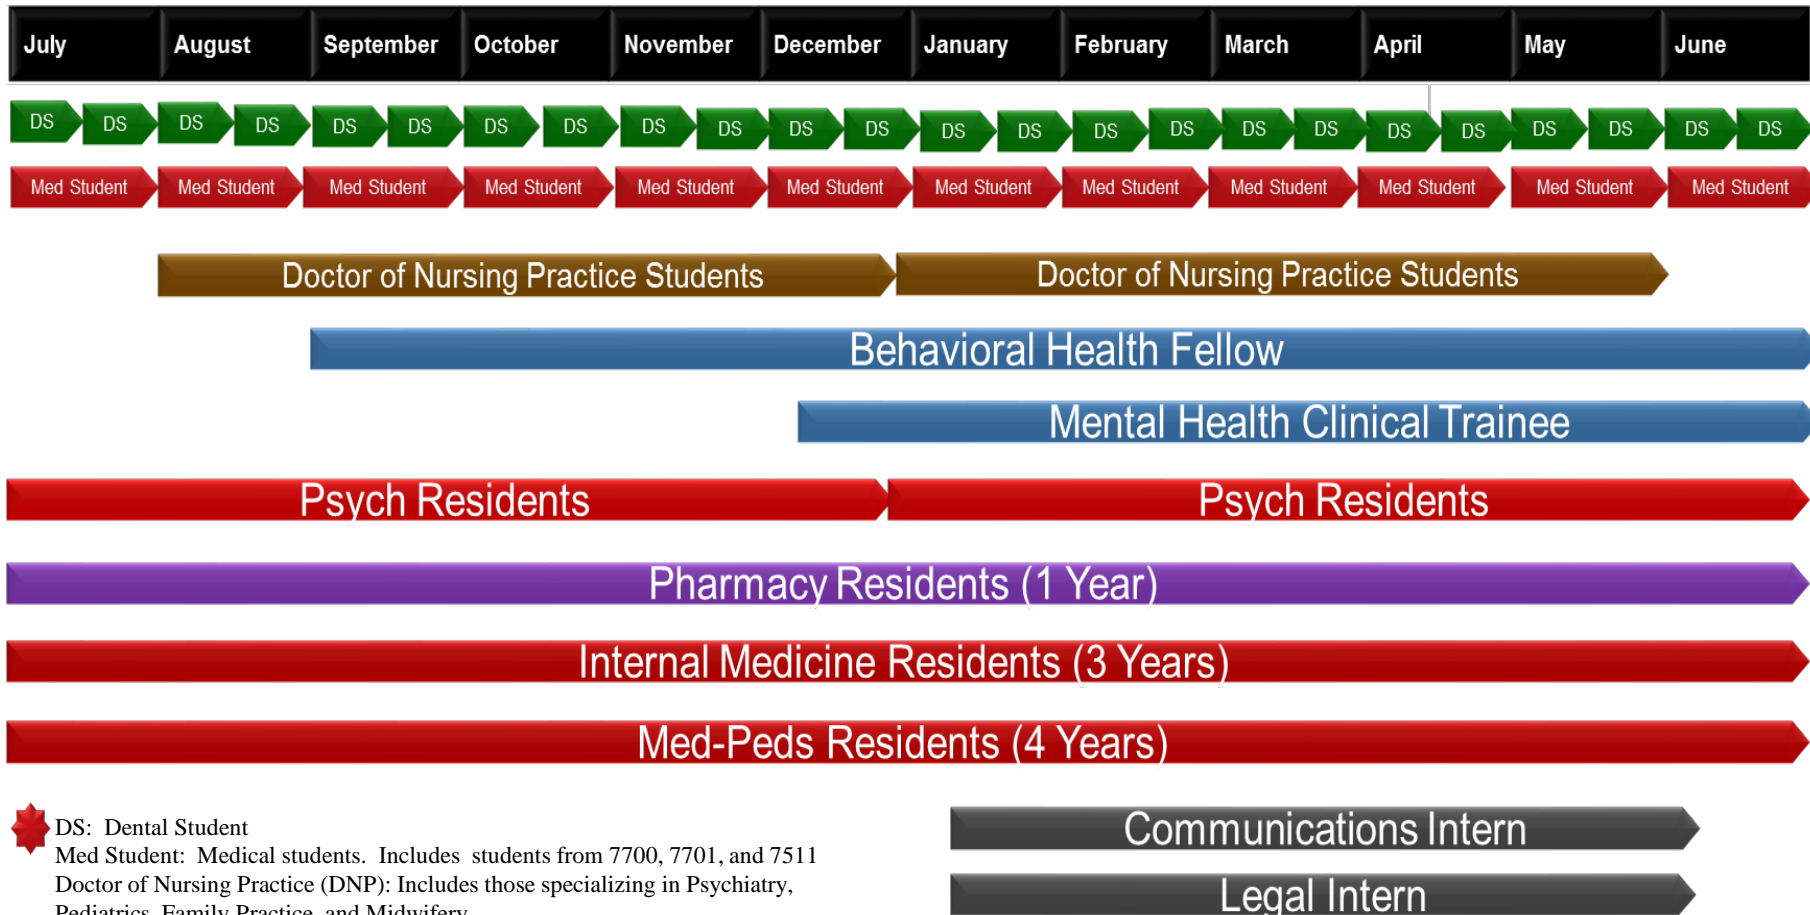 July August September October November December January February March April May June
DS DS DS DS DS DS DS DS DS DS DS DS DS DS DS DS DS DS DS DS DS DS DS DS
Med Student Med Student Med Student Med Student Med Student Med Student Med Student Med Student Med Student Med Student Med Student Med Student
Doctor of Nursing Practice Students Doctor of Nursing Practice Students
Behavioral Health Fellow
Mental Health Clinical Trainee
Psych Residents Psych Residents
Pharmacy Residents (1 Year)
Internal Medicine Residents (3 Years)
Med-Peds Residents (4 Years)
DS: Dental Student
Med Student: Medical students. Includes students from 7700, 7701, and 7511
Doctor of Nursing Practice (DNP): Includes those specializing in Psychiatry,
Pediatrics, Family Practice, and Midwifery
Communications Intern
Legal Intern